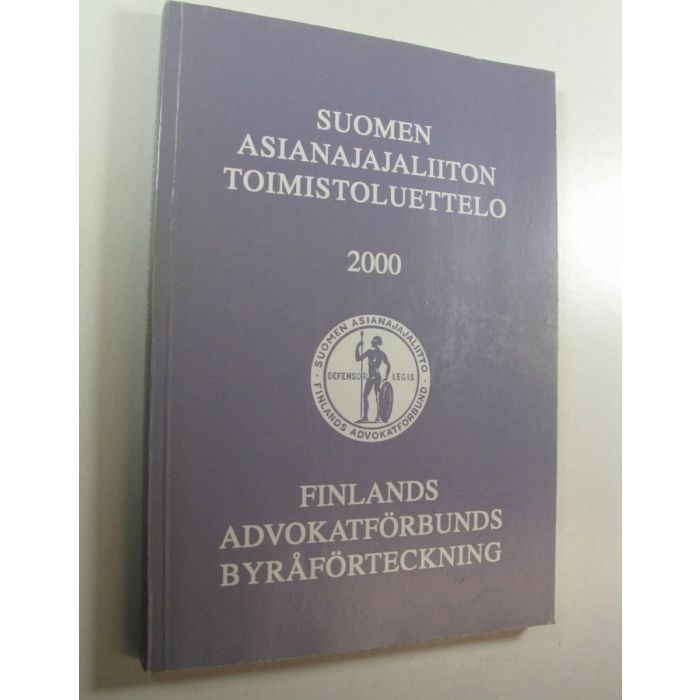 SUOMEN
ASIANAJAJALIITON
TOIMISTOLUETTELO
2000
· SUOMEN ASIANAJAJALIITTO ·
DEFENSOR LEGIS
FINLANDS ADVOKATFÖRBUND
FINLANDS
ADVOKATFÖRBUNDS
BYRÅFÖRTECKNING